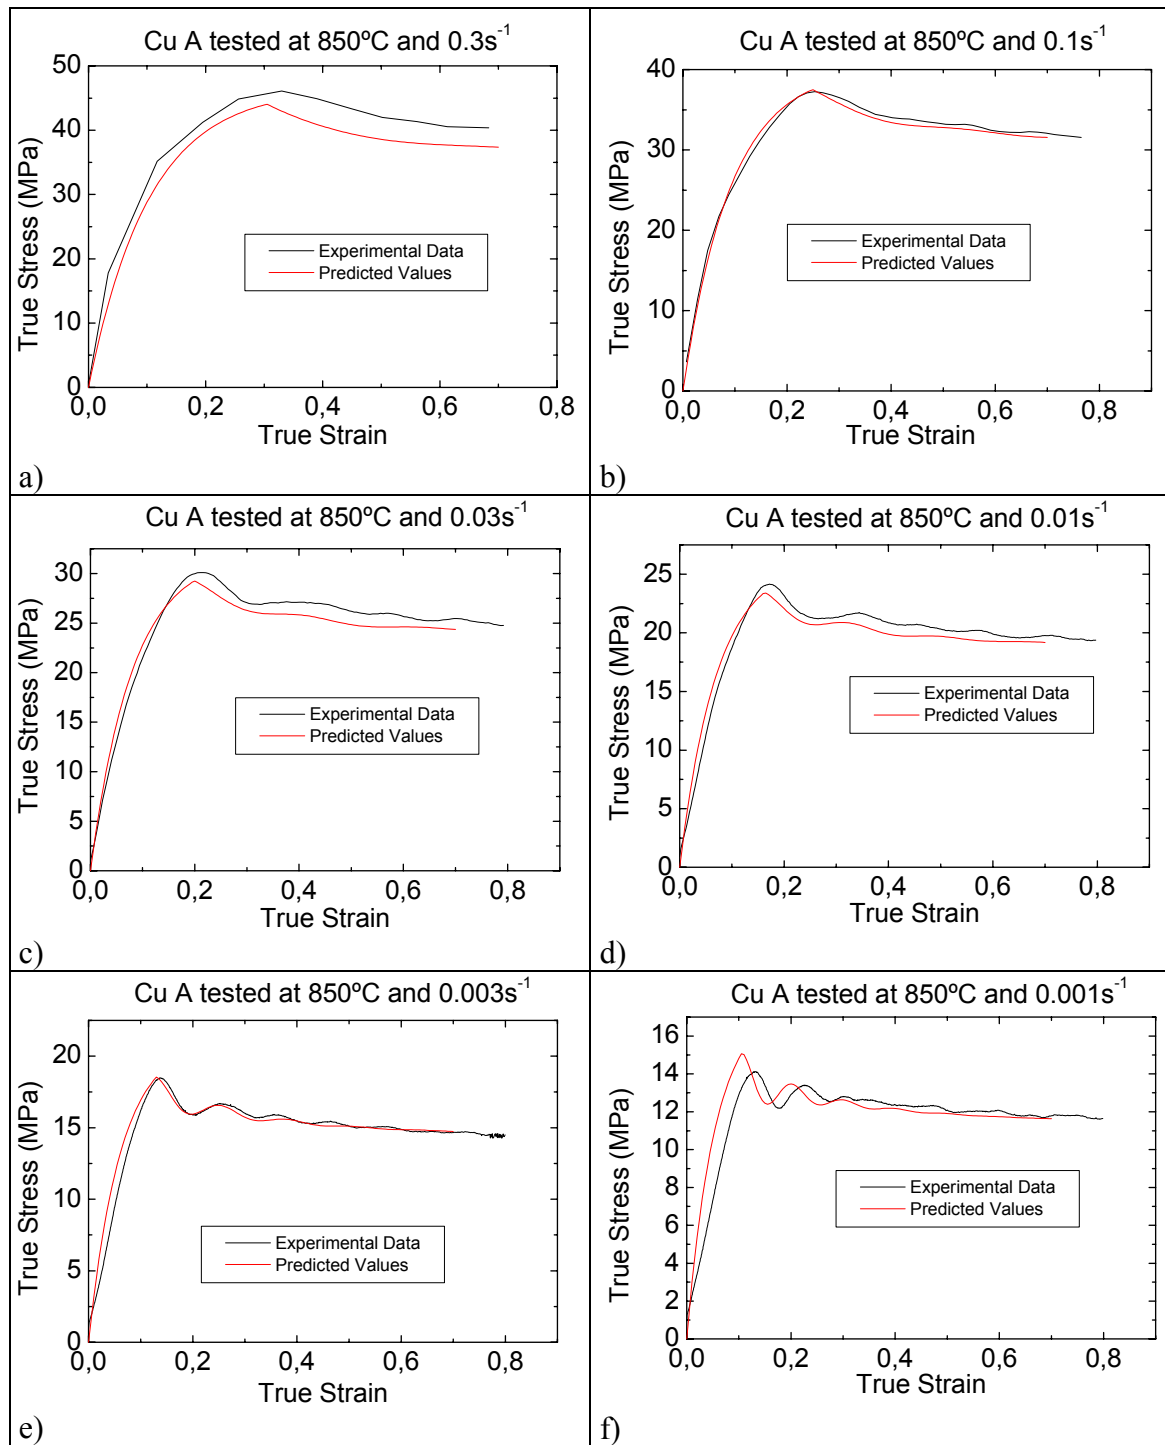 Cu A tested at 850ºC and 0.3s-1
True Stress (MPa)
50
40
30
20
10
0
0,0 0,2 0,4 0,6 0,8
True Strain
Experimental Data
Predicted Values
a)
Cu A tested at 850ºC and 0.1s-1
True Stress (MPa)
40
30
20
10
0
0,0 0,2 0,4 0,6 0,8
True Strain
Experimental Data
Predicted Values
b)
Cu A tested at 850ºC and 0.03s-1
True Stress (MPa)
30
25
20
15
10
5
0
0,0 0,2 0,4 0,6 0,8
True Strain
Experimental Data
Predicted Values
c)
Cu A tested at 850ºC and 0.01s-1
True Stress (MPa)
25
20
15
10
5
0
0,0 0,2 0,4 0,6 0,8
True Strain
Experimental Data
Predicted Values
d)
Cu A tested at 850ºC and 0.003s-1
True Stress (MPa)
20
15
10
5
0
0,0 0,2 0,4 0,6 0,8
True Strain
Experimental Data
Predicted Values
e)
Cu A tested at 850ºC and 0.001s-1
True Stress (MPa)
16
14
12
10
8
6
4
2
0
0,0 0,2 0,4 0,6 0,8
True Strain
Experimental Data
Predicted Values
f)